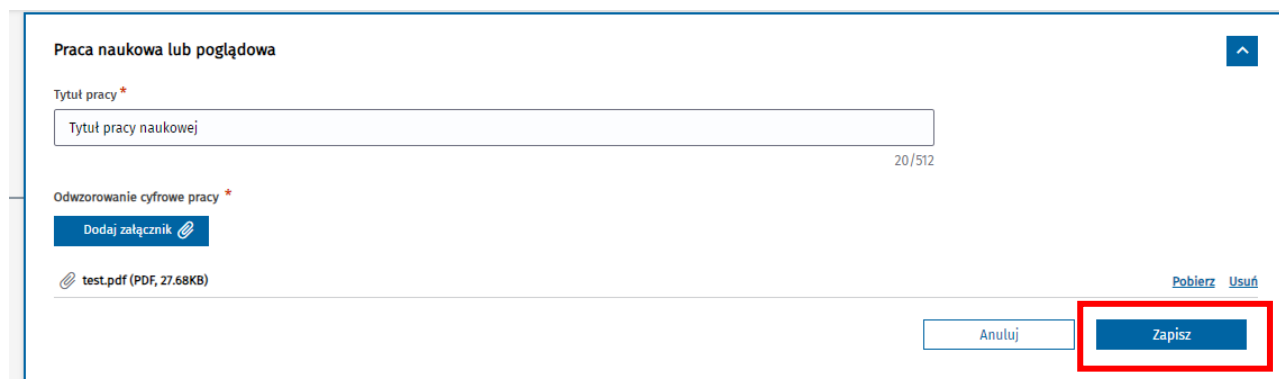 Praca naukowa lub poglądowa
Tytuł pracy *
Tytuł pracy naukowej
20/512
Odwzorowanie cyfrowe pracy *
Dodaj załącznik
test.pdf (PDF, 27.68KB)
Pobierz Usuń
Anuluj Zapisz